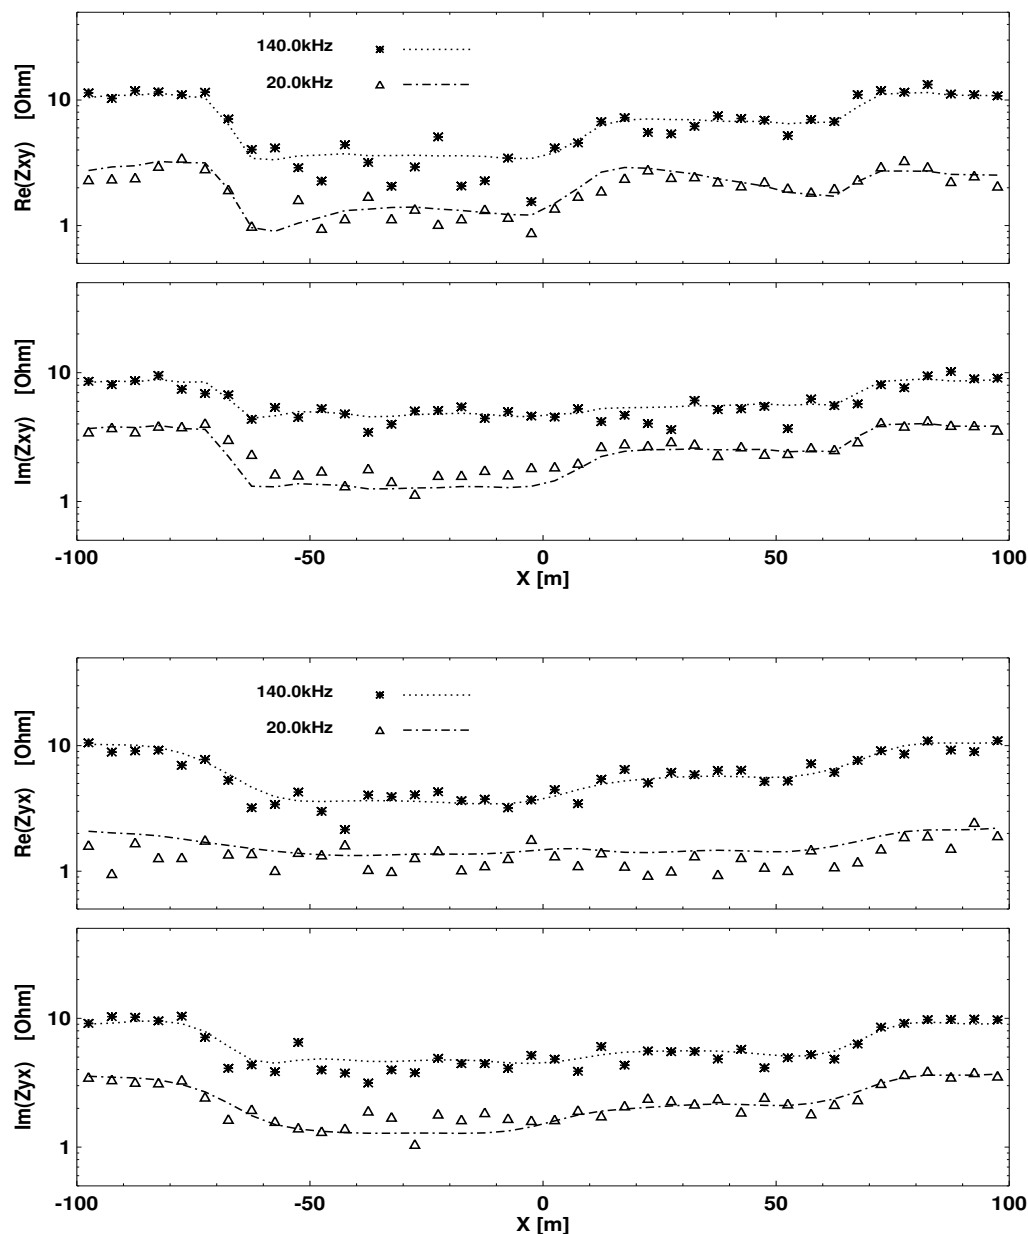 140.0kHz
20.0kHz
Re(Zxy) [Ohm]
10
1
Im(Zxy) [Ohm]
10
1
-100 -50 0 50 100
X [m]
140.0kHz
20.0kHz
Re(Zyx) [Ohm]
10
1
Im(Zyx) [Ohm]
10
1
-100 -50 0 50 100
X [m]